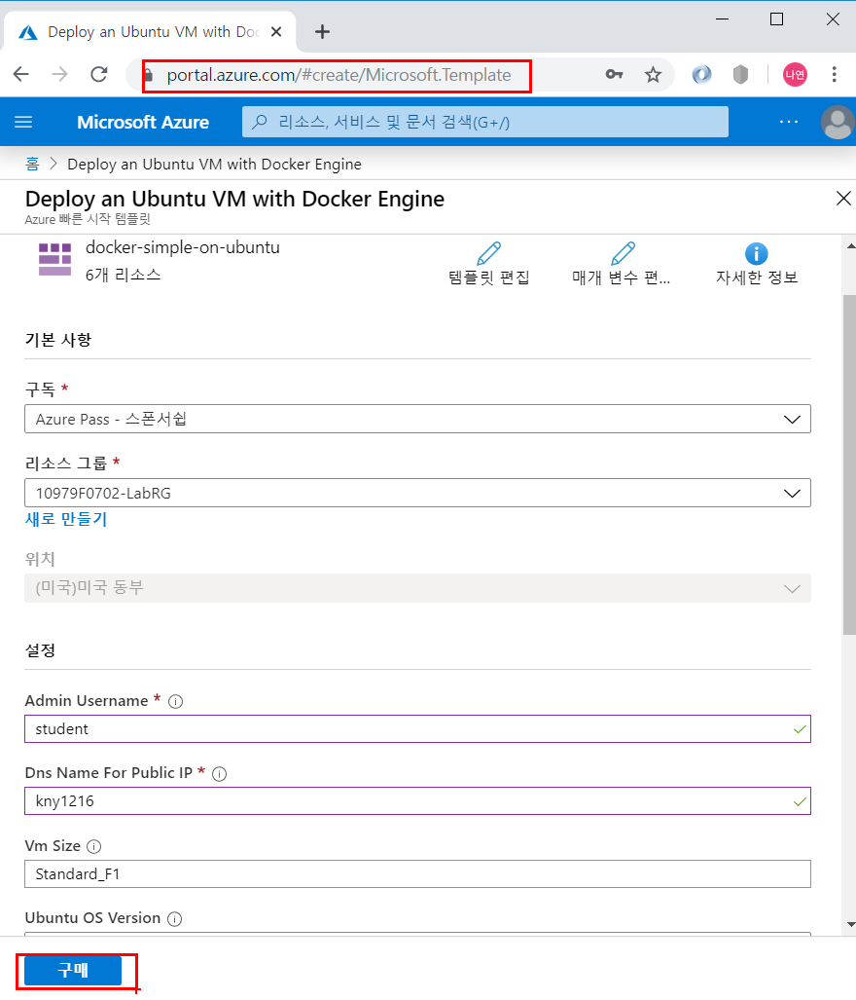 Deploy an Ubuntu VM with Doc
portal.azure.com/#create/Microsoft.Template
나연
Microsoft Azure
리소스, 서비스 및 문서 검색(G+/)
홈 > Deploy an Ubuntu VM with Docker Engine
Deploy an Ubuntu VM with Docker Engine
Azure 빠른 시작 템플릿
docker-simple-on-ubuntu
6개 리소스
템플릿 편집
매개 변수 편...
자세한 정보
기본 사항
구독 *
Azure Pass - 스폰서쉽
리소스 그룹 *
10979F0702-LabRG
새로 만들기
위치
(미국)미국 동부
설정
Admin Username *
student
Dns Name For Public IP *
kny1216
Vm Size
Standard_F1
Ubuntu OS Version
구매